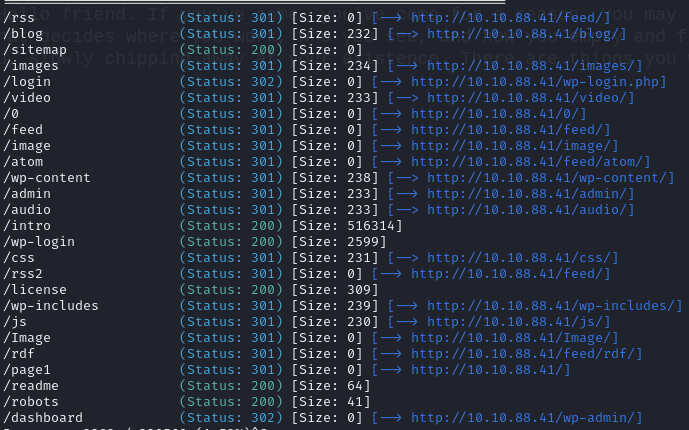 /rss (Status: 301) [Size: 0] [--> http://10.10.88.41/feed/]
/blog (Status: 301) [Size: 232] [--> http://10.10.88.41/blog/]
/sitemap (Status: 200) [Size: 0]
/images (Status: 301) [Size: 234] [--> http://10.10.88.41/images/]
/login (Status: 302) [Size: 0] [--> http://10.10.88.41/wp-login.php]
/video (Status: 301) [Size: 233] [--> http://10.10.88.41/video/]
/0 (Status: 301) [Size: 0] [--> http://10.10.88.41/0/]
/feed (Status: 301) [Size: 0] [--> http://10.10.88.41/feed/]
/image (Status: 301) [Size: 0] [--> http://10.10.88.41/image/]
/atom (Status: 301) [Size: 0] [--> http://10.10.88.41/feed/atom/]
/wp-content (Status: 301) [Size: 238] [--> http://10.10.88.41/wp-content/]
/admin (Status: 301) [Size: 233] [--> http://10.10.88.41/admin/]
/audio (Status: 301) [Size: 233] [--> http://10.10.88.41/audio/]
/intro (Status: 200) [Size: 516314]
/wp-login (Status: 200) [Size: 2599]
/css (Status: 301) [Size: 231] [--> http://10.10.88.41/css/]
/rss2 (Status: 301) [Size: 0] [--> http://10.10.88.41/feed/]
/license (Status: 200) [Size: 309]
/wp-includes (Status: 301) [Size: 239] [--> http://10.10.88.41/wp-includes/]
/js (Status: 301) [Size: 230] [--> http://10.10.88.41/js/]
/Image (Status: 301) [Size: 0] [--> http://10.10.88.41/Image/]
/rdf (Status: 301) [Size: 0] [--> http://10.10.88.41/feed/rdf/]
/page1 (Status: 301) [Size: 0] [--> http://10.10.88.41/]
/readme (Status: 200) [Size: 64]
/robots (Status: 200) [Size: 41]
/dashboard (Status: 302) [Size: 0] [--> http://10.10.88.41/wp-admin/]